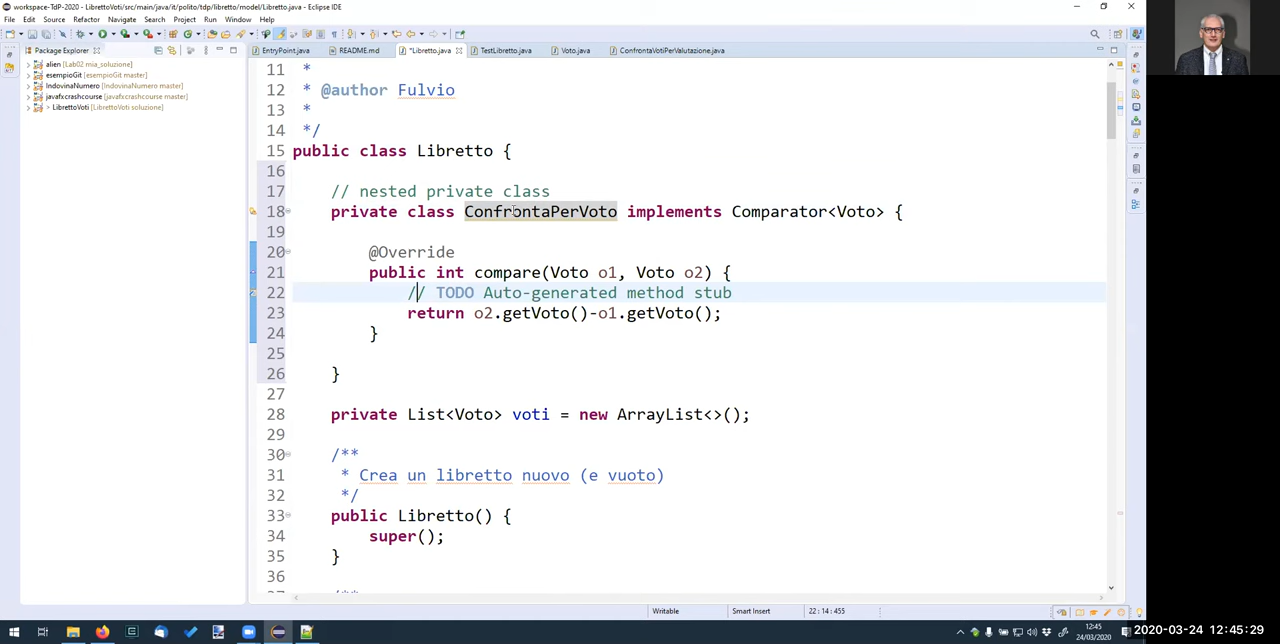 workspace-TdP-2020 - LibrettoVoti/src/main/java/it/polito/tdp/libretto/model/Libretto.java - Eclipse IDE
File Edit Source Refactor Navigate Search Project Run Window Help
Package Explorer
EntryPoint.java README.md *Libretto.java TestLibretto.java Voto.java ConfrontaVotiPerValutazione.java
alien [Lab02 mia_soluzione]
esempioGit [esempioGit master]
IndovinaNumero [IndovinaNumero master]
javafxcrashcourse [javafxcrashcourse master]
> LibrettoVoti [LibrettoVoti soluzione]
11 *
12 * @author Fulvio
13 *
14 */
15 public class Libretto {
16
17 // nested private class
18 private class ConfrontaPerVoto implements Comparator<Voto> {
19
20 @Override
21 public int compare(Voto o1, Voto o2) {
22 // TODO Auto-generated method stub
23 return o2.getVoto()-o1.getVoto();
24 }
25
26 }
27
28 private List<Voto> voti = new ArrayList<>();
29
30 /**
31 * Crea un libretto nuovo (e vuoto)
32 */
33 public Libretto() {
34 super();
35 }
36
Writable Smart Insert 22 : 14 : 455
12:45
24/03/2020
2020-03-24 12:45:29